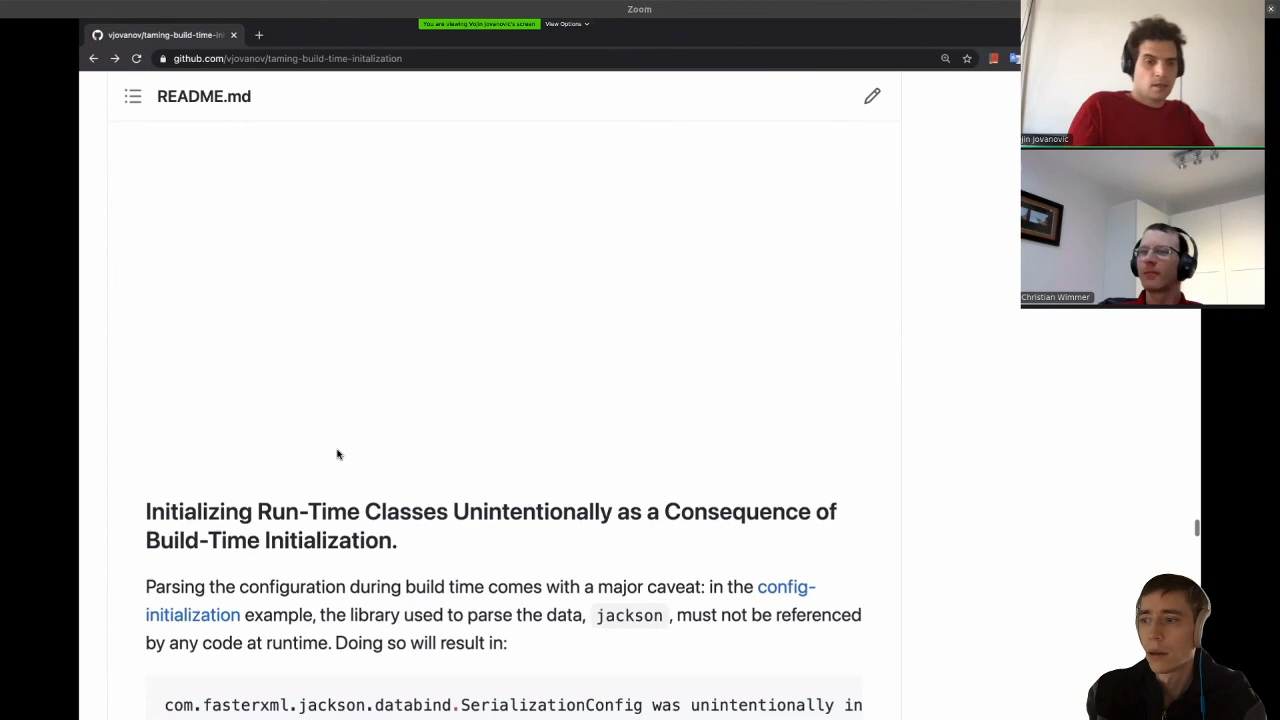 Zoom
You are viewing Vojin Jovanovic's screen
View Options
vjovanov/taming-build-time-in
github.com/vjovanov/taming-build-time-initalization
README.md
jin Jovanovic
Christian Wimmer
Initializing Run-Time Classes Unintentionally as a Consequence of
Build-Time Initialization.
Parsing the configuration during build time comes with a major caveat: in the config-
initialization example, the library used to parse the data, jackson , must not be referenced
by any code at runtime. Doing so will result in:
com.fasterxml.jackson.databind.SerializationConfig was unintentionally in